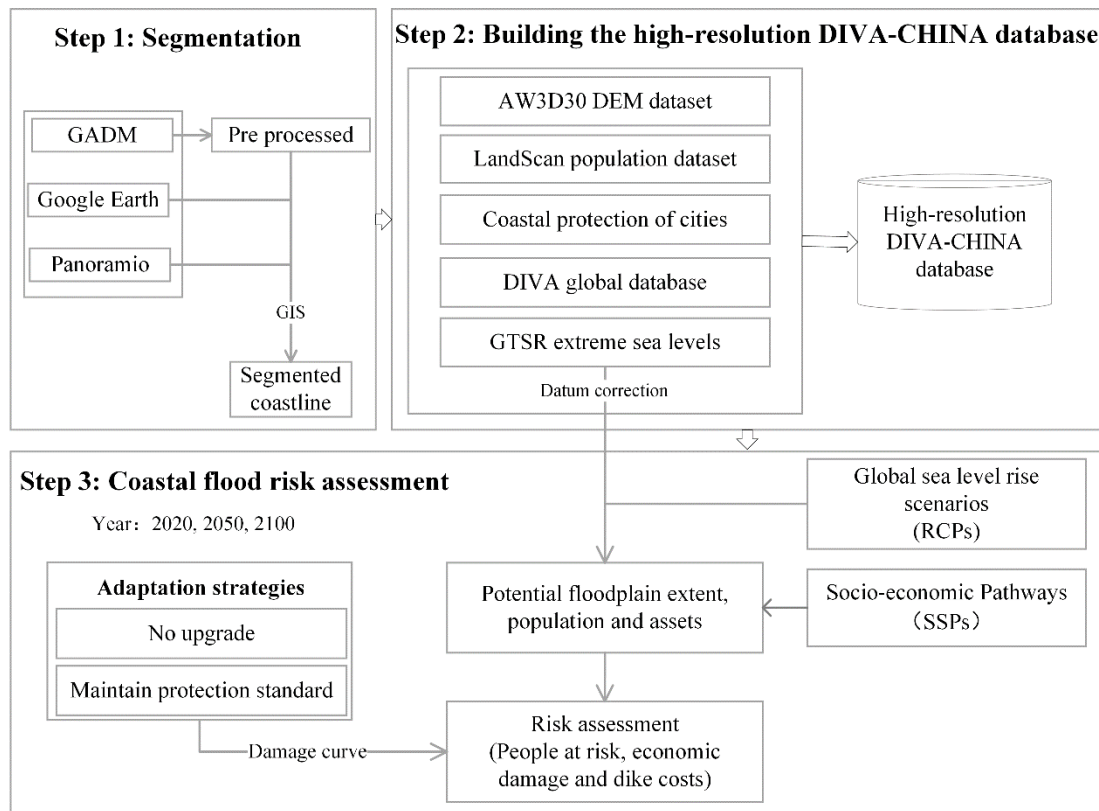 Step 1: Segmentation
GADM
Pre processed
Google Earth
Panoramio
GIS
Segmented
coastline
Step 2: Building the high-resolution DIVA-CHINA database
AW3D30 DEM dataset
LandScan population dataset
Coastal protection of cities
DIVA global database
GTSR extreme sea levels
Datum correction
High-resolution
DIVA-CHINA
database
Step 3: Coastal flood risk assessment
Year：2020, 2050, 2100
Adaptation strategies
No upgrade
Maintain protection standard
Damage curve
Global sea level rise
scenarios
(RCPs)
Potential floodplain extent,
population and assets
Socio-economic Pathways
（SSPs）
Risk assessment
(People at risk, economic
damage and dike costs)